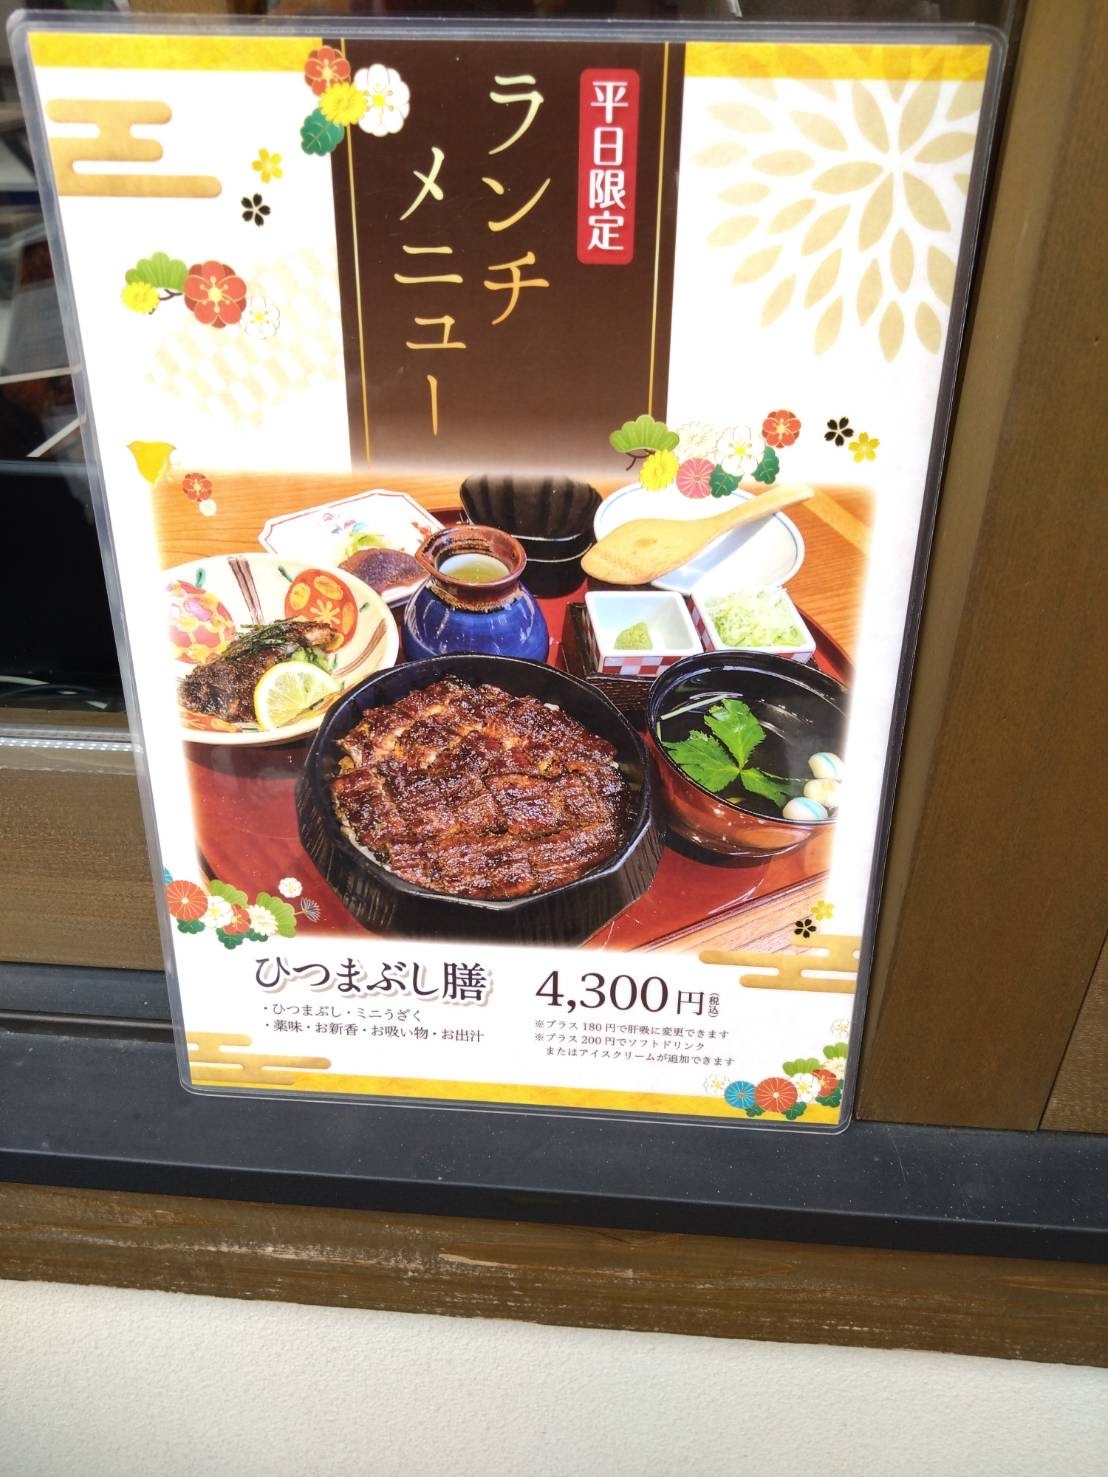 平日限定
ランチ
メニュー
ひつまぶし膳
・ひつまぶし・ミニうざく
・薬味・お新香・お吸い物・お出汁
4,300円(税込)
※プラス180円で肝吸に変更できます
※プラス200円でソフトドリンク
またはアイスクリームが追加できます